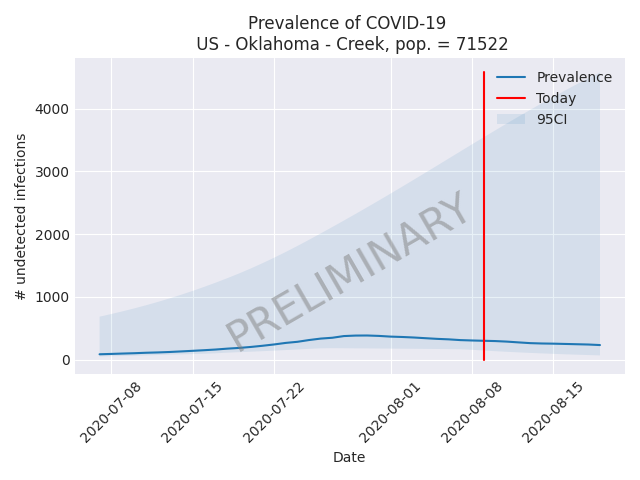 Prevalence of COVID-19
US - Oklahoma - Creek, pop. = 71522
Prevalence
Today
95CI
# undetected infections
4000
3000
2000
1000
0
PRELIMINARY
2020-07-08
2020-07-15
2020-07-22
2020-08-01
2020-08-08
2020-08-15
Date